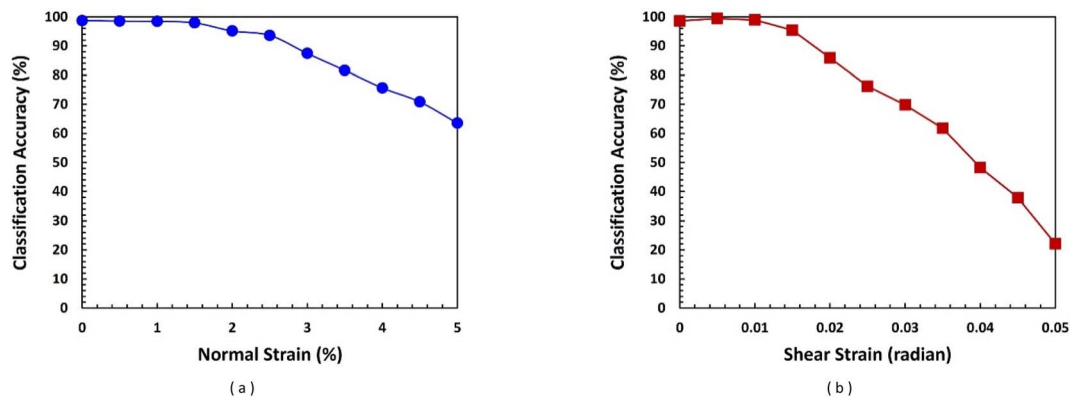 100
90
80
70
60
50
40
30
20
10
0
Classification Accuracy (%)
0 1 2 3 4 5
Normal Strain (%)
( a )
100
90
80
70
60
50
40
30
20
10
0
Classification Accuracy (%)
0 0.01 0.02 0.03 0.04 0.05
Shear Strain (radian)
( b )